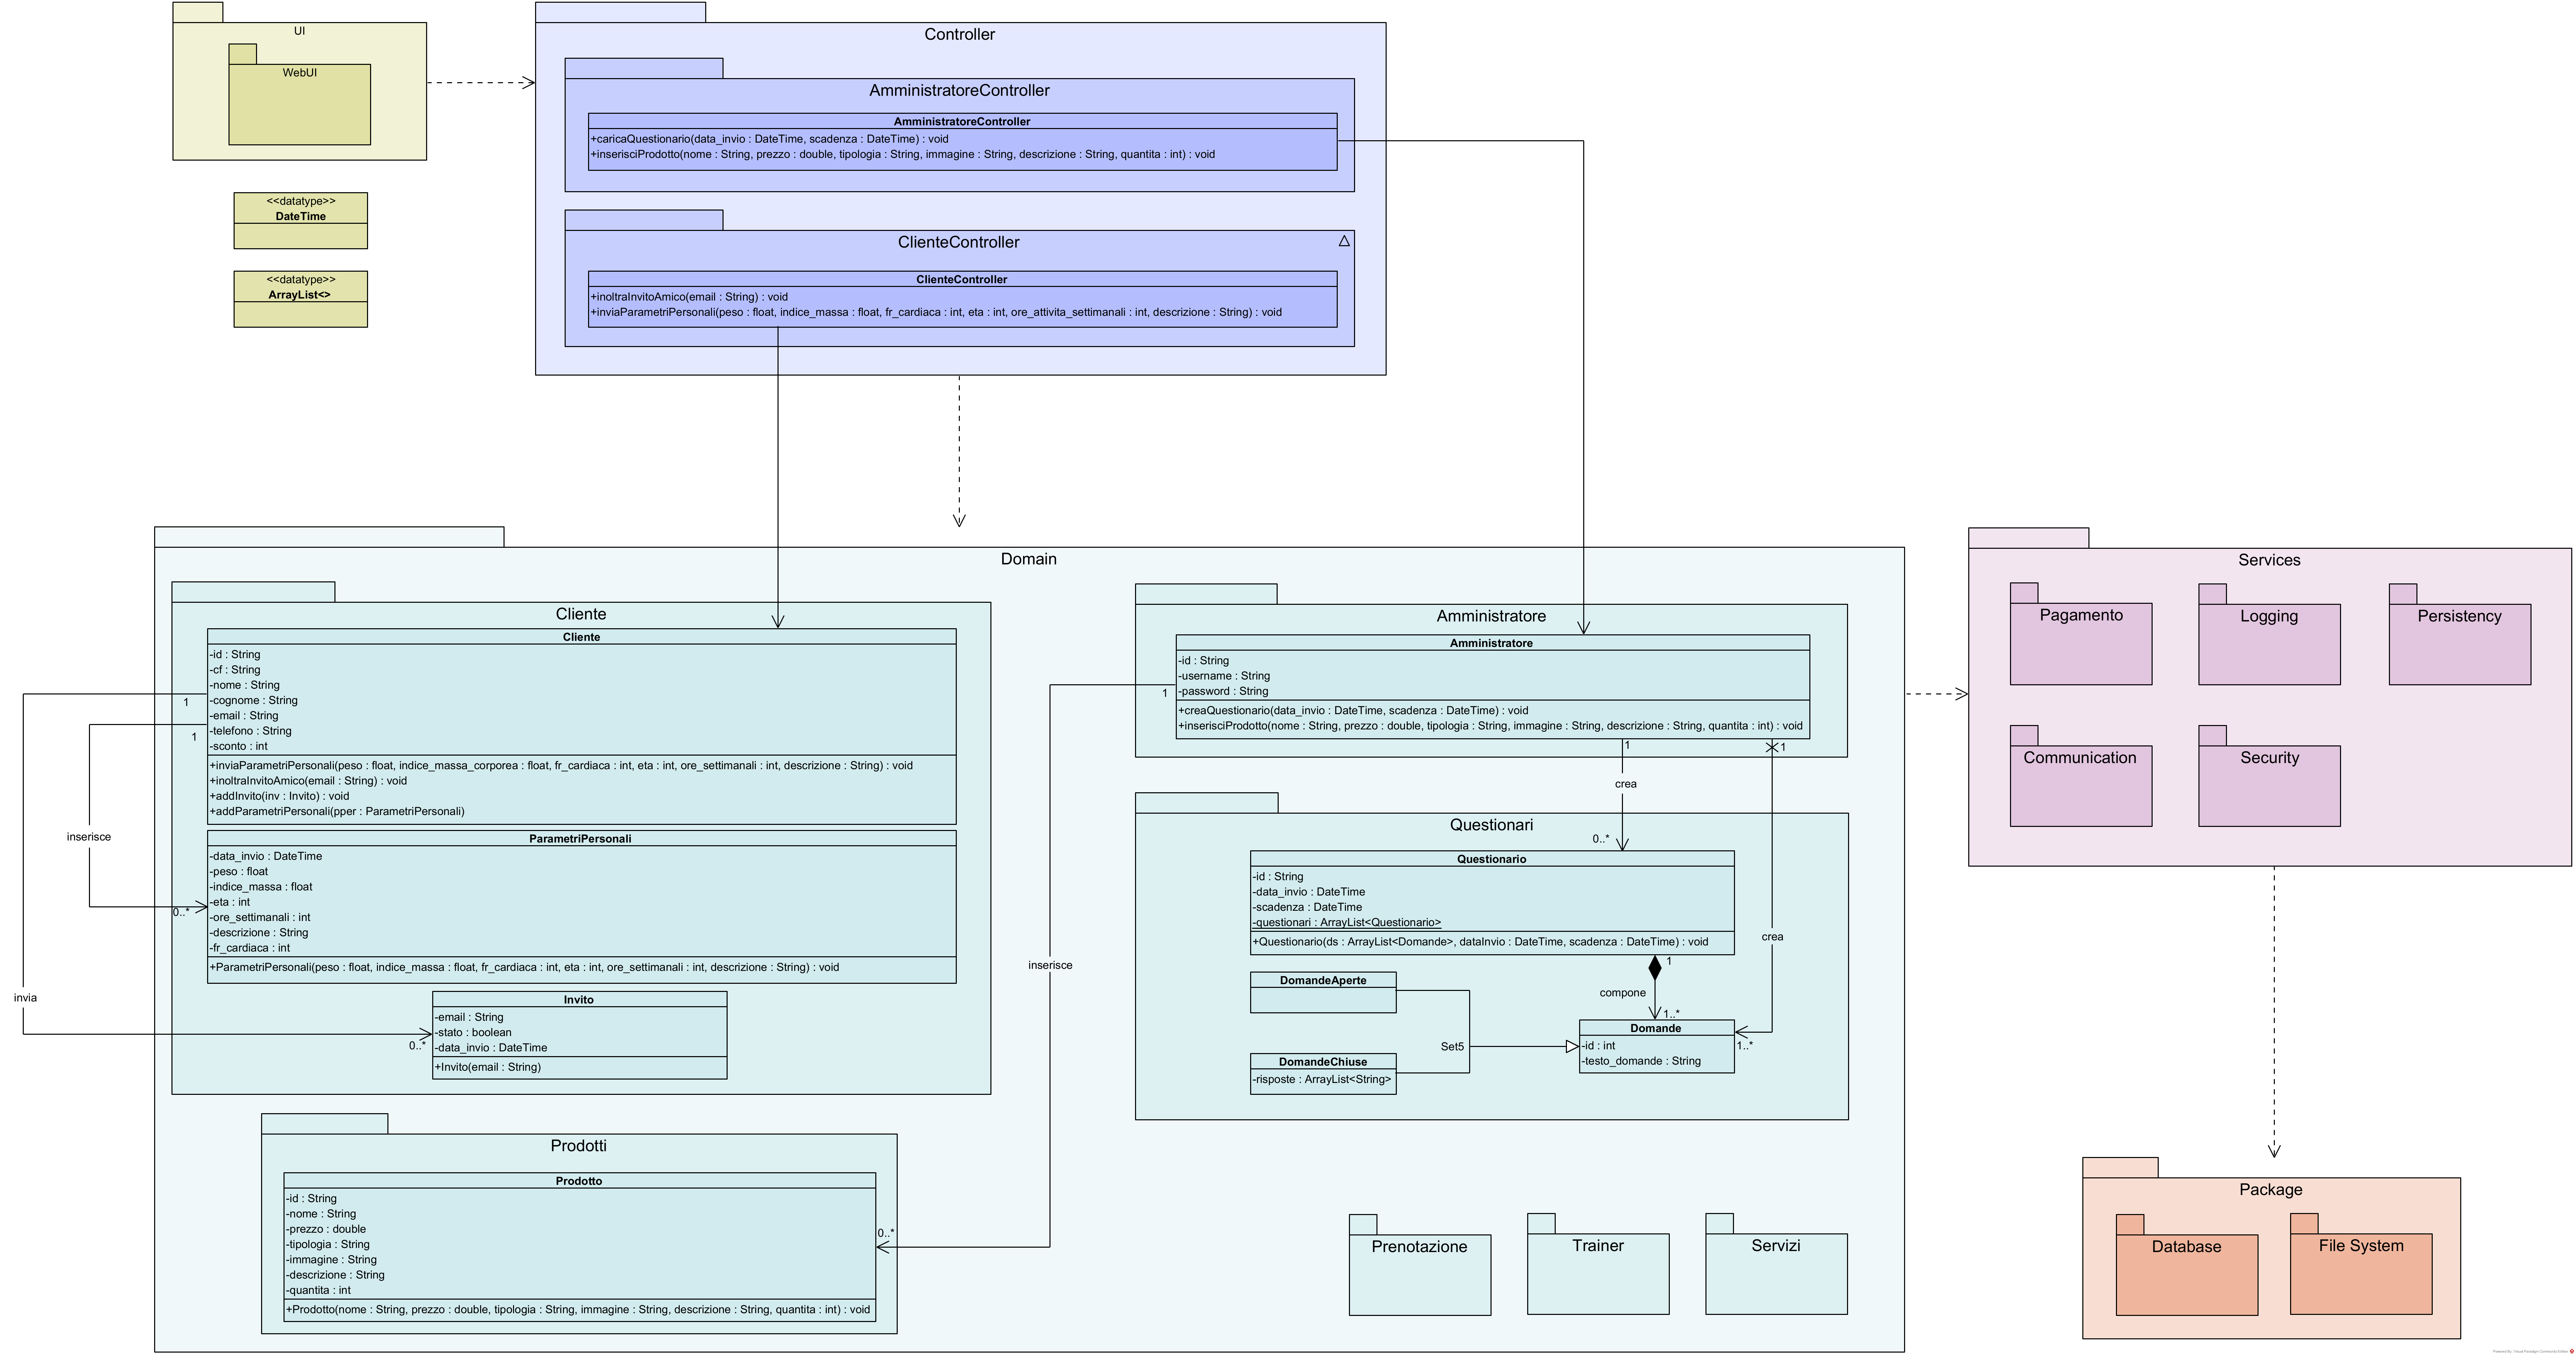 UI
WebUI
<<datatype>>
DateTime
<<datatype>>
ArrayList<>
Controller
AmministratoreController
AmministratoreController
+caricaQuestionario(data_invio : DateTime, scadenza : DateTime) : void
+inserisciProdotto(nome : String, prezzo : double, tipologia : String, immagine : String, descrizione : String, quantita : int) : void
ClienteController
ClienteController
+inoltraInvitoAmico(email : String) : void
+inviaParametriPersonali(peso : float, indice_massa : float, fr_cardiaca : int, eta : int, ore_attivita_settimanali : int, descrizione : String) : void
Domain
Cliente
Cliente
-id : String
-cf : String
-nome : String
-cognome : String
-email : String
-telefono : String
-sconto : int
+inviaParametriPersonali(peso : float, indice_massa_corporea : float, fr_cardiaca : int, eta : int, ore_settimanali : int, descrizione : String) : void
+inoltraInvitoAmico(email : String) : void
+addInvito(inv : Invito) : void
+addParametriPersonali(pper : ParametriPersonali)
1
1
inserisce
0..*
invia
0..*
ParametriPersonali
-data_invio : DateTime
-peso : float
-indice_massa : float
-eta : int
-ore_settimanali : int
-descrizione : String
-fr_cardiaca : int
+ParametriPersonali(peso : float, indice_massa : float, fr_cardiaca : int, eta : int, ore_settimanali : int, descrizione : String) : void
Invito
-email : String
-stato : boolean
-data_invio : DateTime
+Invito(email : String)
Prodotti
Prodotto
-id : String
-nome : String
-prezzo : double
-tipologia : String
-immagine : String
-descrizione : String
-quantita : int
+Prodotto(nome : String, prezzo : double, tipologia : String, immagine : String, descrizione : String, quantita : int) : void
0..*
inserisce
1
Amministratore
Amministratore
-id : String
-username : String
-password : String
+creaQuestionario(data_invio : DateTime, scadenza : DateTime) : void
+inserisciProdotto(nome : String, prezzo : double, tipologia : String, immagine : String, descrizione : String, quantita : int) : void
1
crea
0..*
1
crea
1..*
Questionari
Questionario
-id : String
-data_invio : DateTime
-scadenza : DateTime
-questionari : ArrayList<Questionario>
+Questionario(ds : ArrayList<Domande>, dataInvio : DateTime, scadenza : DateTime) : void
1
compone
1..*
DomandeAperte
DomandeChiuse
-risposte : ArrayList<String>
Set5
Domande
-id : int
-testo_domande : String
Prenotazione
Trainer
Servizi
Services
Pagamento
Logging
Persistency
Communication
Security
Package
Database
File System
Powered By Visual Paradigm Community Edition